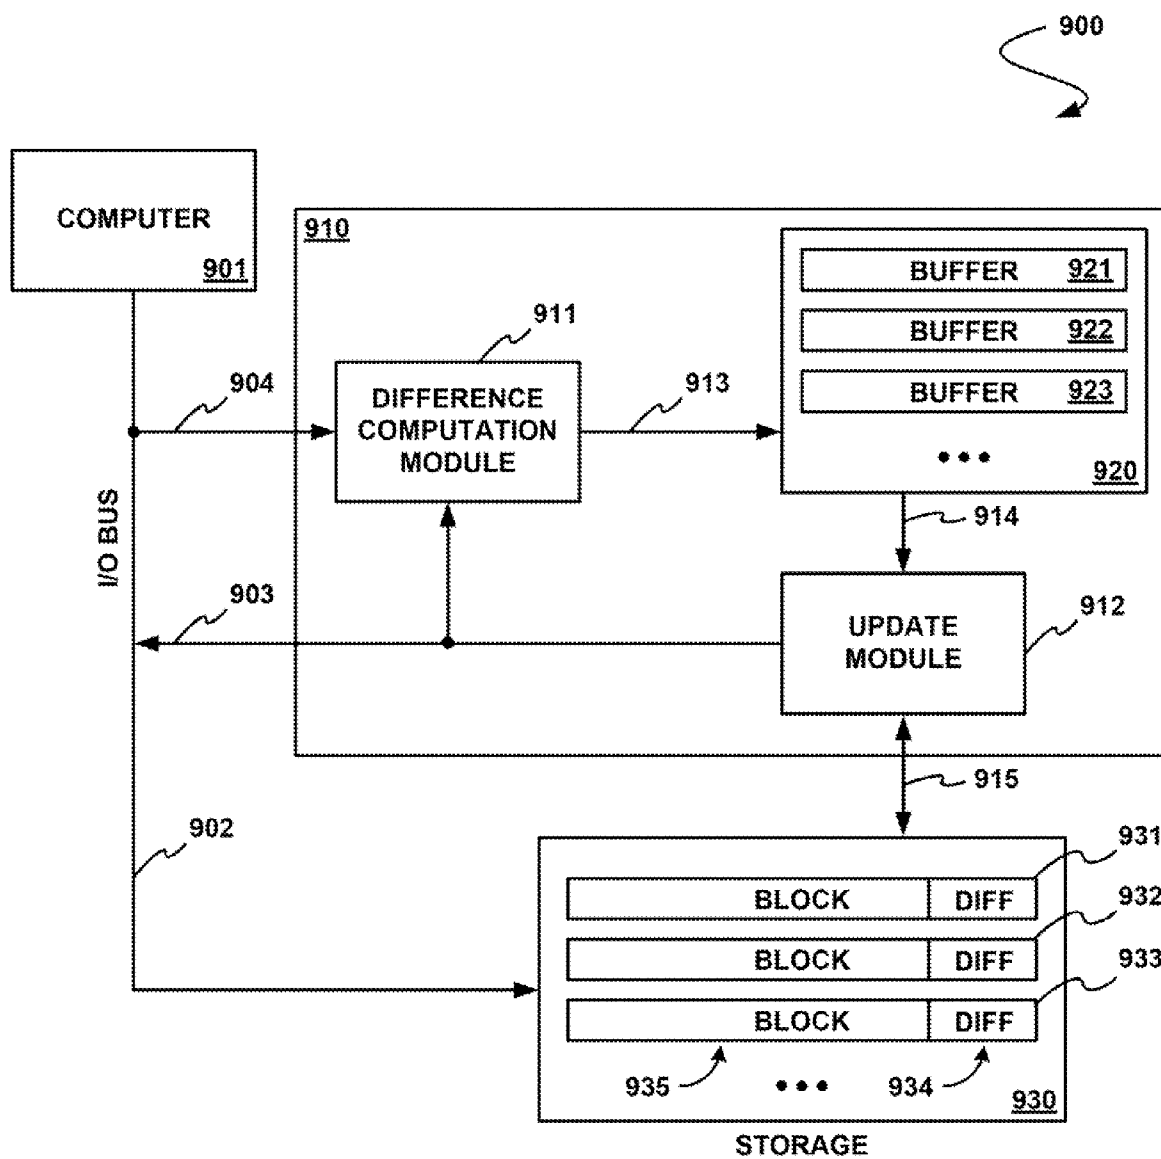 900
COMPUTER
901
910
BUFFER 921
BUFFER 922
BUFFER 923
•••
920
911
DIFFERENCE
COMPUTATION
MODULE
904
913
914
I/O BUS
903
UPDATE
MODULE
912
915
902
BLOCK DIFF 931
BLOCK DIFF 932
BLOCK DIFF 933
935 ••• 934
930
STORAGE